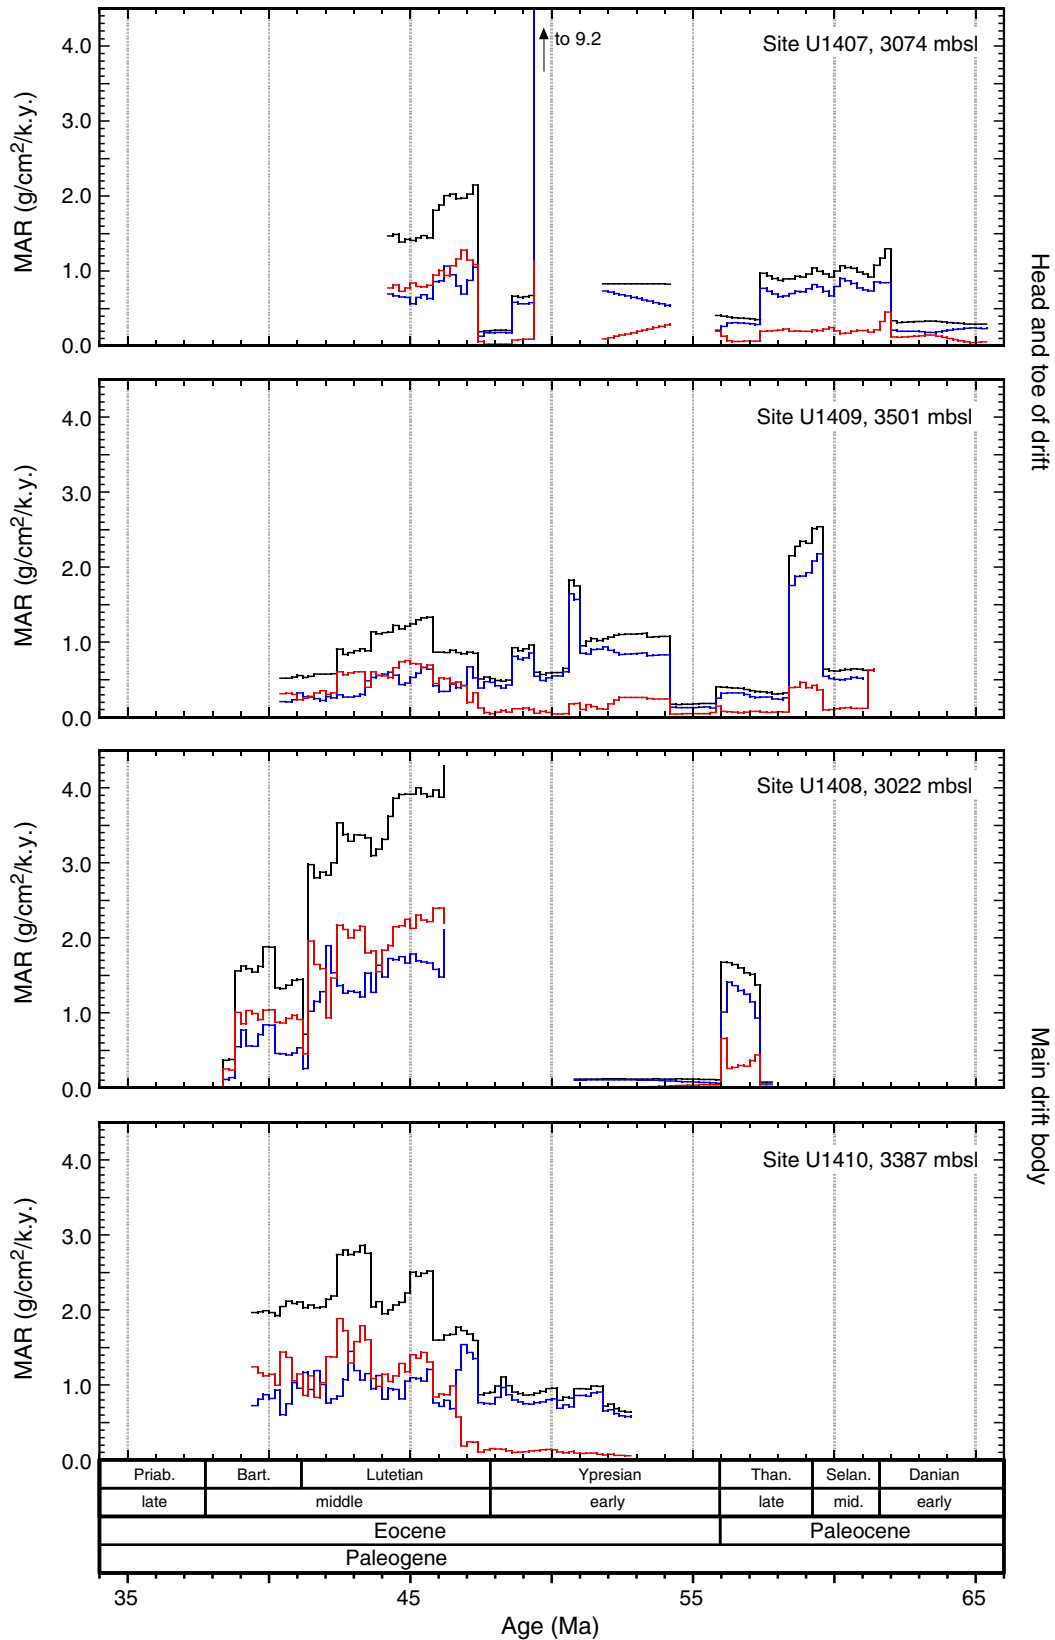 Site U1407, 3074 mbsl
to 9.2
4.0
3.0
2.0
1.0
0.0
MAR (g/cm²/k.y.)
Head and toe of drift
Site U1409, 3501 mbsl
4.0
3.0
2.0
1.0
0.0
MAR (g/cm²/k.y.)
Site U1408, 3022 mbsl
4.0
3.0
2.0
1.0
0.0
MAR (g/cm²/k.y.)
Main drift body
Site U1410, 3387 mbsl
4.0
3.0
2.0
1.0
0.0
MAR (g/cm²/k.y.)
Priab. Bart. Lutetian Ypresian Than. Selan. Danian
late middle early late mid. early
Eocene Paleocene
Paleogene
35 45 55 65
Age (Ma)